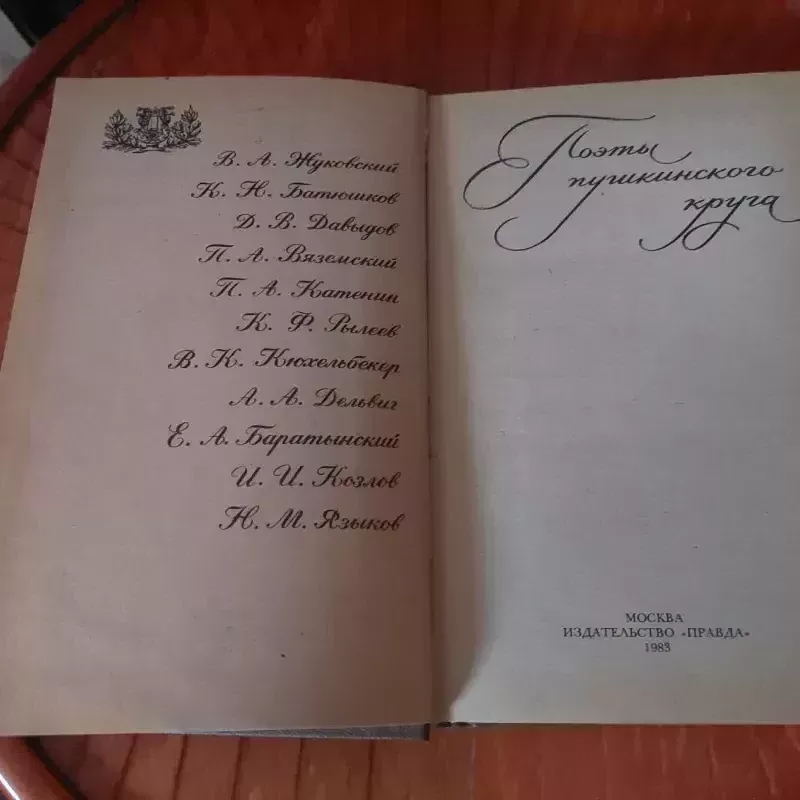 В. А. Жуковский
К. Н. Батюшков
Д. В. Давыдов
П. А. Вяземский
П. А. Катенин
К. Ф. Рылеев
В. К. Кюхельбекер
А. А. Дельвиг
Е. А. Баратынский
И. И. Козлов
Н. М. Языков
Поэты
пушкинского
круга
МОСКВА
ИЗДАТЕЛЬСТВО «ПРАВДА»
1983